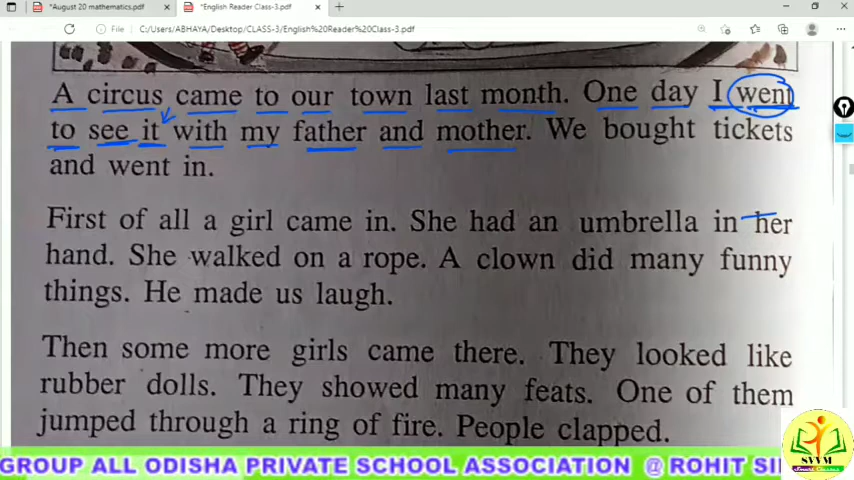 *August 20 mathematics.pdf
*English Reader Class-3.pdf
File
C:/Users/ABHAYA/Desktop/CLASS-3/English%20Reader%20Class-3.pdf
A circus came to our town last month. One day I went
to see it with my father and mother. We bought tickets
and went in.
First of all a girl came in. She had an umbrella in her
hand. She walked on a rope. A clown did many funny
things. He made us laugh.
Then some more girls came there. They looked like
rubber dolls. They showed many feats. One of them
jumped through a ring of fire. People clapped.
GROUP ALL ODISHA PRIVATE SCHOOL ASSOCIATION @ ROHIT SI
SVVM
Smart Classes